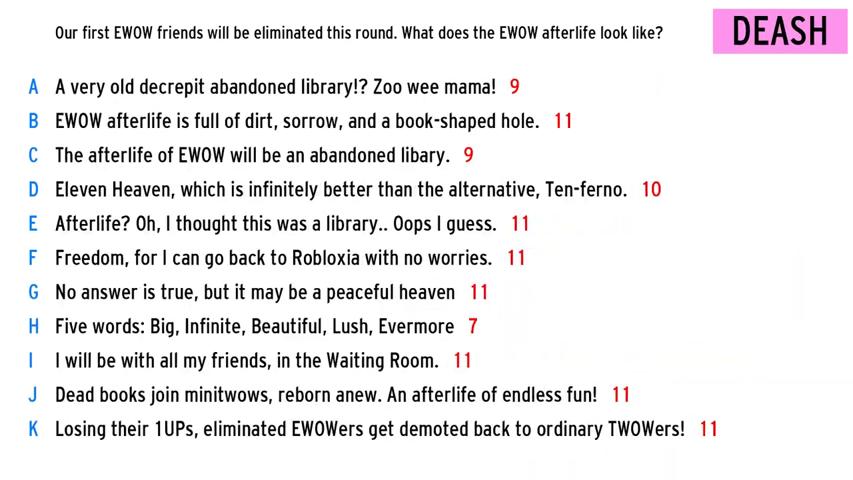 Our first EWOW friends will be eliminated this round. What does the EWOW afterlife look like?
DEASH
A A very old decrepit abandoned library!? Zoo wee mama! 9
B EWOW afterlife is full of dirt, sorrow, and a book-shaped hole. 11
C The afterlife of EWOW will be an abandoned libary. 9
D Eleven Heaven, which is infinitely better than the alternative, Ten-ferno. 10
E Afterlife? Oh, I thought this was a library.. Oops I guess. 11
F Freedom, for I can go back to Robloxia with no worries. 11
G No answer is true, but it may be a peaceful heaven 11
H Five words: Big, Infinite, Beautiful, Lush, Evermore 7
I I will be with all my friends, in the Waiting Room. 11
J Dead books join minitwows, reborn anew. An afterlife of endless fun! 11
K Losing their 1UPs, eliminated EWOWers get demoted back to ordinary TWOWers! 11